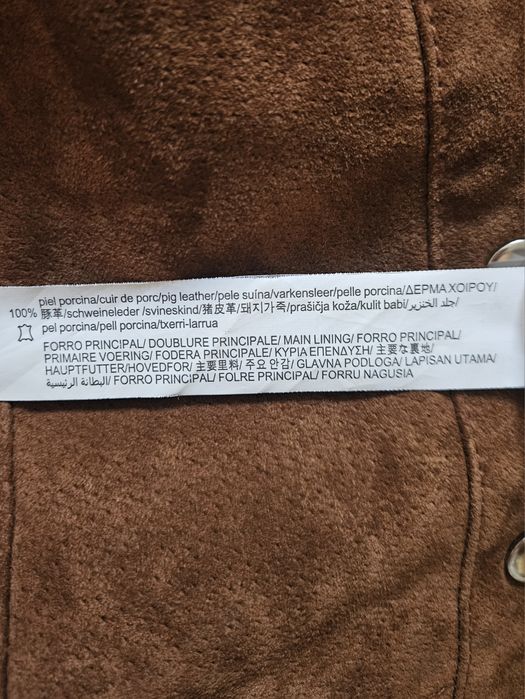 piel porcina/cuir de porc/pig leather/pele suína/varkensleer/pelle porcina/ΔΕΡΜΑ ΧΟΙΡΟΥ/
100% 豚革/schweineleder /svineskind/猪皮革/돼지가죽/prašičja koža/kulit babi/جلد الخنزير/
pel porcina/pell porcina/txerri-larrua
FORRO PRINCIPAL/ DOUBLURE PRINCIPALE/ MAIN LINING/ FORRO PRINCIPAL/
PRIMAIRE VOERING/ FODERA PRINCIPALE/ ΚΥΡΙΑ ΕΠΕΝΔΥΣΗ/ 主要な裏地/
HAUPTFUTTER/HOVEDFOR/ 主要里料/ 주요 안감/ GLAVNA PODLOGA/ LAPISAN UTAMA/
البطانة الرئيسية/ FORRO PRINCIPAL/ FOLRE PRINCIPAL/ FORRU NAGUSIA